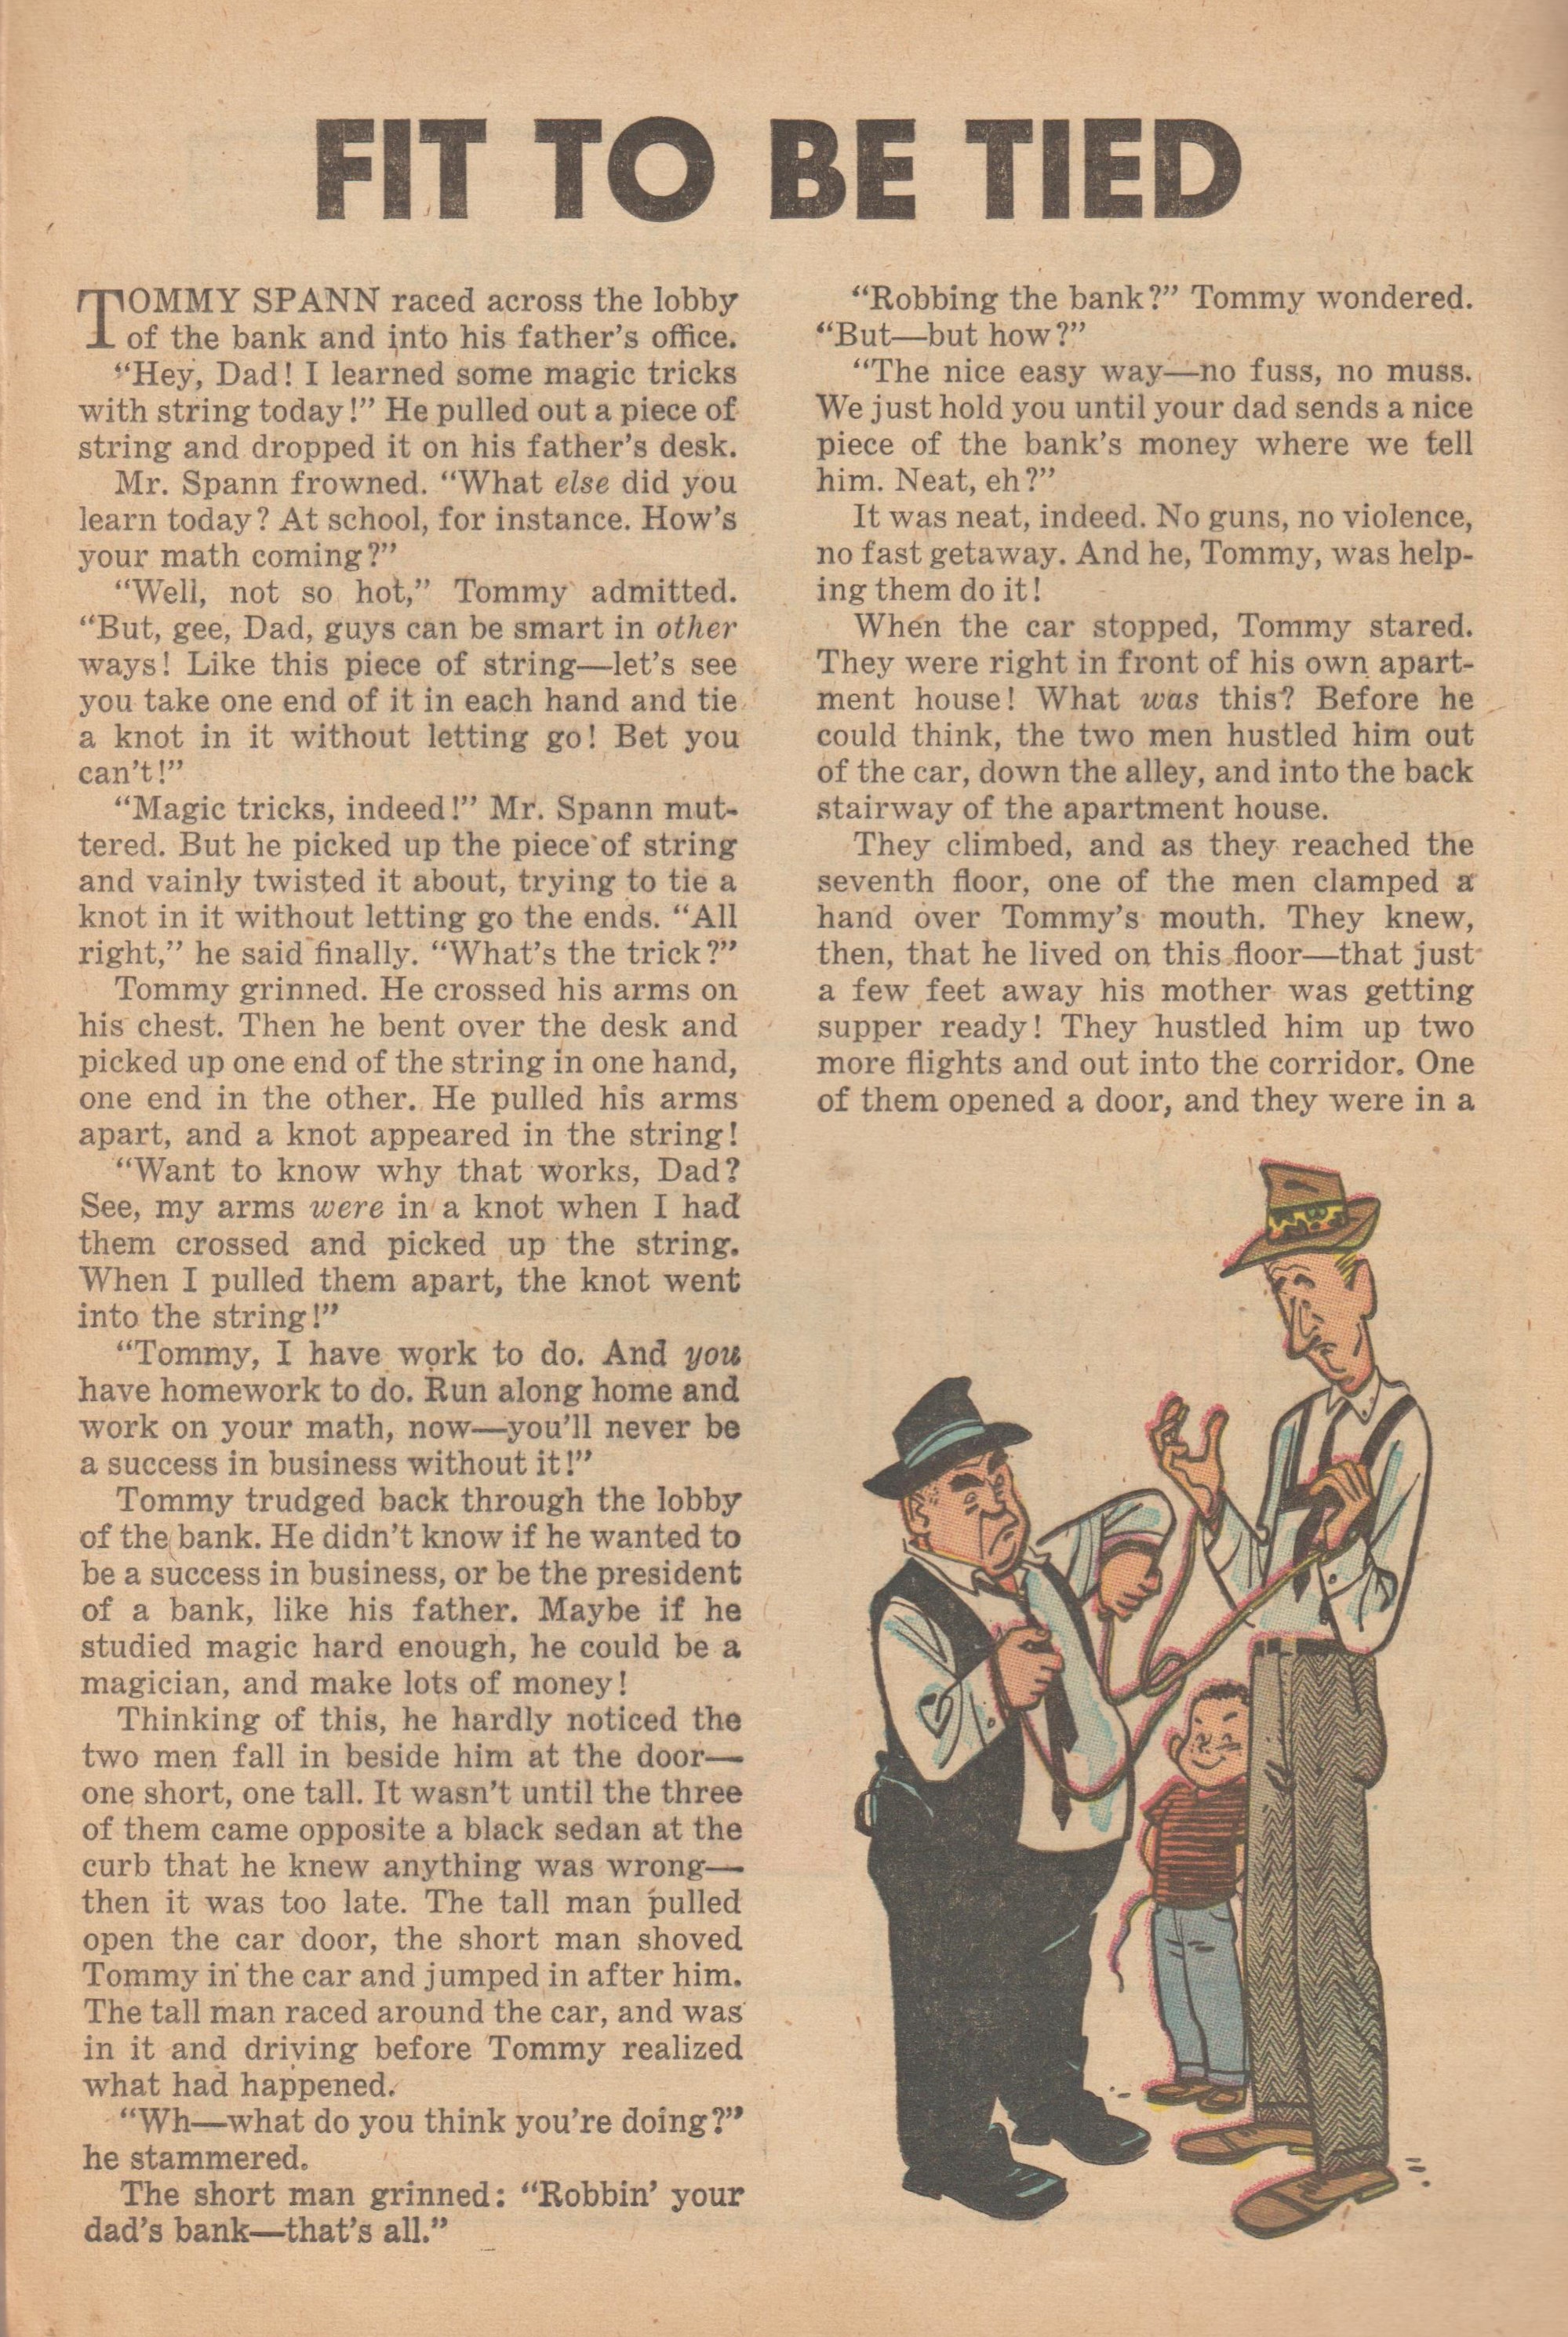 FIT TO BE TIED
TOMMY SPANN raced across the lobby
of the bank and into his father's office.
“Hey, Dad! I learned some magic tricks
with string today!” He pulled out a piece of
string and dropped it on his father's desk.
Mr. Spann frowned. “What else did you
learn today? At school, for instance. How's
your math coming?”
“Well, not so hot,” Tommy admitted.
“But, gee, Dad, guys can be smart in other
ways! Like this piece of string—let's see
you take one end of it in each hand and tie
a knot in it without letting go! Bet you
can't!”
“Magic tricks, indeed!” Mr. Spann mut-
tered. But he picked up the piece of string
and vainly twisted it about, trying to tie a
knot in it without letting go the ends. “All
right,” he said finally. “What's the trick?”
Tommy grinned. He crossed his arms on
his chest. Then he bent over the desk and
picked up one end of the string in one hand,
one end in the other. He pulled his arms
apart, and a knot appeared in the string!
“Want to know why that works, Dad?
See, my arms were in a knot when I had
them crossed and picked up the string.
When I pulled them apart, the knot went
into the string!”
“Tommy, I have work to do. And you
have homework to do. Run along home and
work on your math, now—you'll never be
a success in business without it!”
Tommy trudged back through the lobby
of the bank. He didn't know if he wanted to
be a success in business, or be the president
of a bank, like his father. Maybe if he
studied magic hard enough, he could be a
magician, and make lots of money!
Thinking of this, he hardly noticed the
two men fall in beside him at the door—
one short, one tall. It wasn't until the three
of them came opposite a black sedan at the
curb that he knew anything was wrong—
then it was too late. The tall man pulled
open the car door, the short man shoved
Tommy in the car and jumped in after him.
The tall man raced around the car, and was
in it and driving before Tommy realized
what had happened.
“Wh—what do you think you're doing?”
he stammered.
The short man grinned: “Robbin' your
dad's bank—that's all.”
“Robbing the bank?” Tommy wondered.
“But—but how?”
“The nice easy way—no fuss, no muss.
We just hold you until your dad sends a nice
piece of the bank's money where we tell
him. Neat, eh?”
It was neat, indeed. No guns, no violence,
no fast getaway. And he, Tommy, was help-
ing them do it!
When the car stopped, Tommy stared.
They were right in front of his own apart-
ment house! What was this? Before he
could think, the two men hustled him out
of the car, down the alley, and into the back
stairway of the apartment house.
They climbed, and as they reached the
seventh floor, one of the men clamped a
hand over Tommy's mouth. They knew,
then, that he lived on this floor—that just
a few feet away his mother was getting
supper ready! They hustled him up two
more flights and out into the corridor. One
of them opened a door, and they were in a